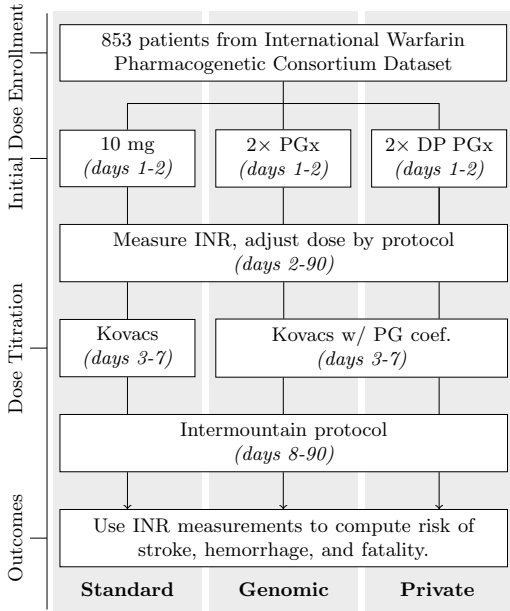 Enrollment
853 patients from International Warfarin
Pharmacogenetic Consortium Dataset
Initial Dose
10 mg
(days 1-2)
2× PGx
(days 1-2)
2× DP PGx
(days 1-2)
Measure INR, adjust dose by protocol
(days 2-90)
Dose Titration
Kovacs
(days 3-7)
Kovacs w/ PG coef.
(days 3-7)
Intermountain protocol
(days 8-90)
Outcomes
Use INR measurements to compute risk of
stroke, hemorrhage, and fatality.
Standard
Genomic
Private